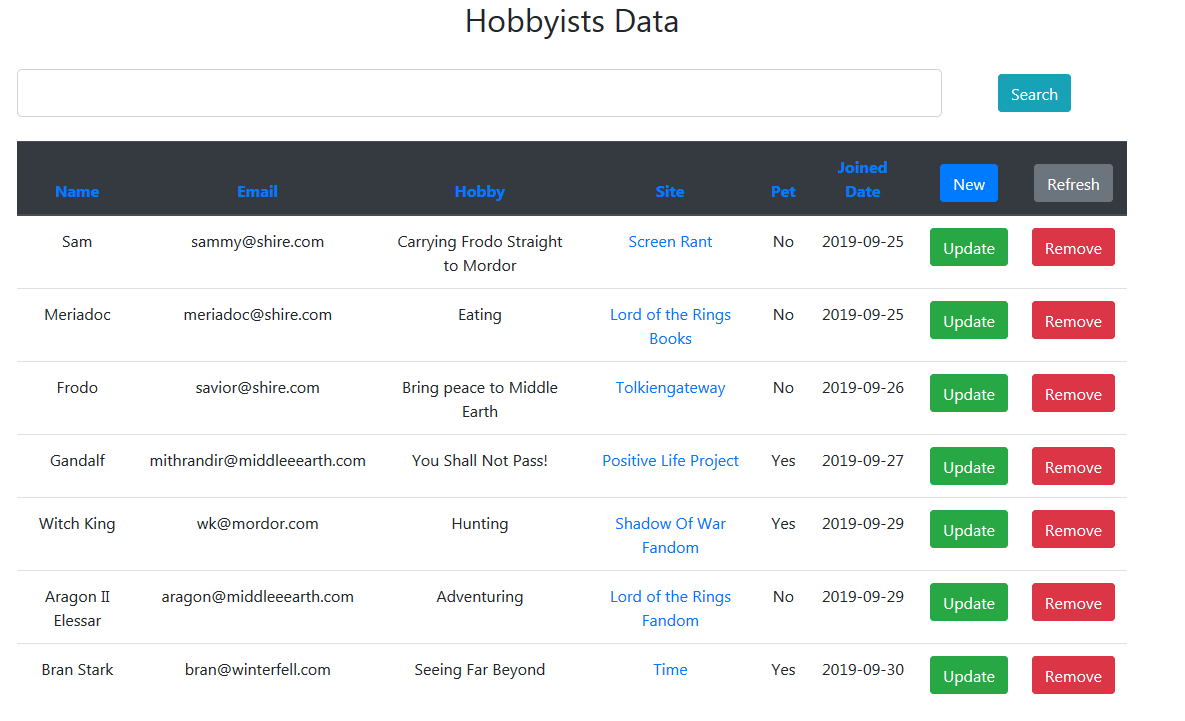 Hobbyists Data
Search
Joined
Name Email Hobby Site Pet Date New Refresh
Sam sammy@shire.com Carrying Frodo Straight Screen Rant No 2019-09-25 Update Remove
to Mordor
Meriadoc meriadoc@shire.com Eating Lord of the Rings No 2019-09-25 Update Remove
Books
Frodo savior@shire.com Bring peace to Middle Tolkiengateway No 2019-09-26 Update Remove
Earth
Gandalf mithrandir@middleeearth.com You Shall Not Pass! Positive Life Project Yes 2019-09-27 Update Remove
Witch King wk@mordor.com Hunting Shadow Of War Yes 2019-09-29 Update Remove
Fandom
Aragon II aragon@middleeearth.com Adventuring Lord of the Rings No 2019-09-29 Update Remove
Elessar Fandom
Bran Stark bran@winterfell.com Seeing Far Beyond Time Yes 2019-09-30 Update Remove